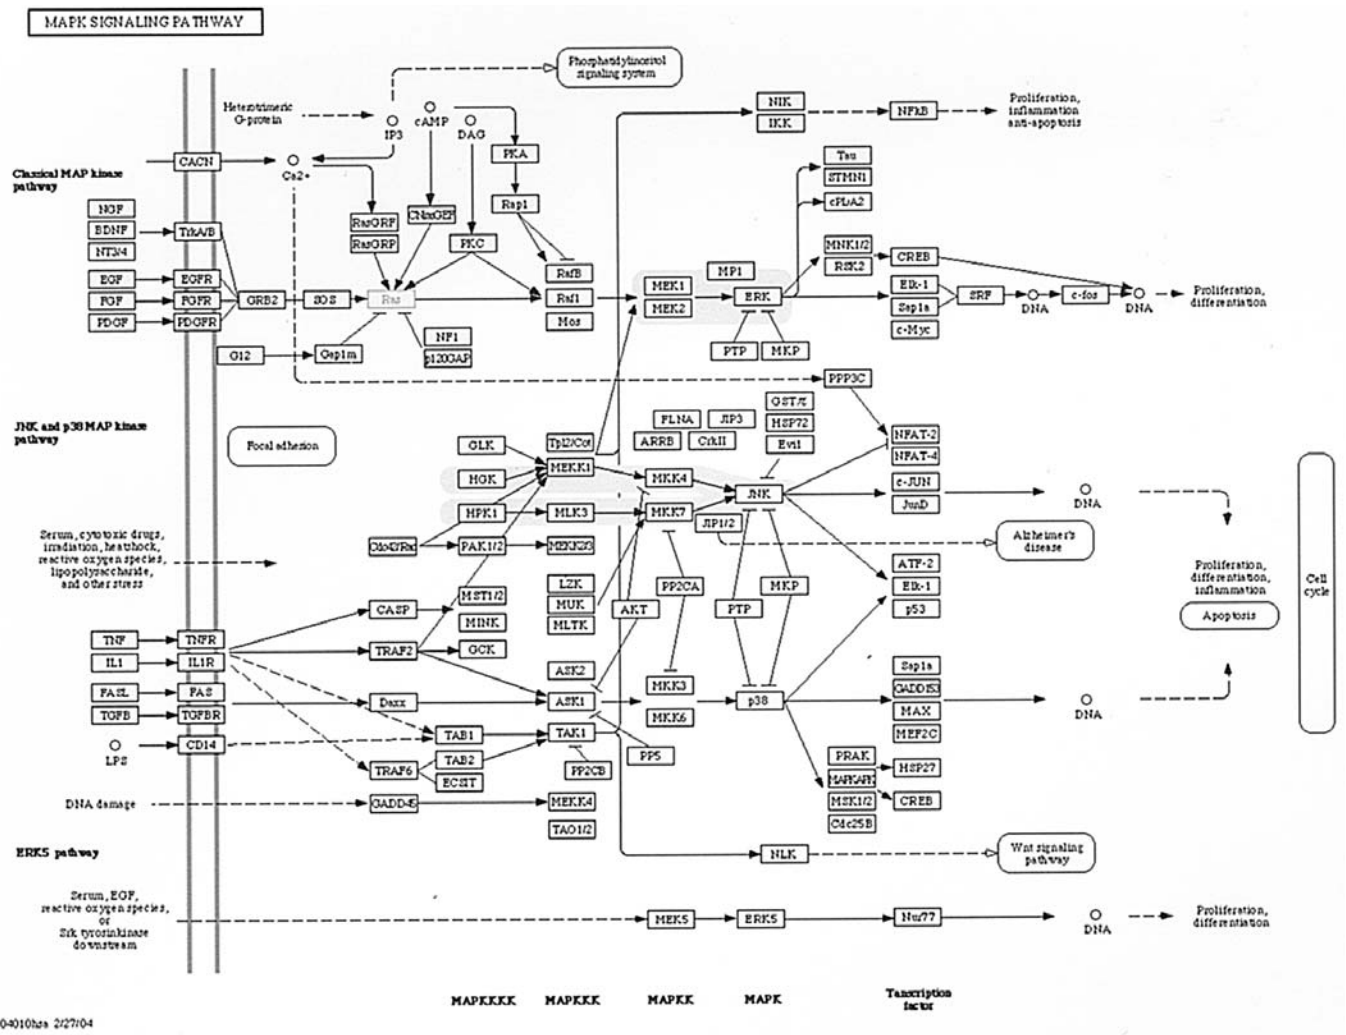 MAPK SIGNALING PATHWAY
Phosphatidylinositol
signaling system
Heterotrimeric
G-protein
IP3
cAMP
DAG
NIK
IKK
NFkB
Proliferation,
inflammation
anti-apoptosis
Classical MAP kinase
pathway
CACN
Ca2+
PKA
Tau
STMN1
cPLA2
NGF
BDNF
NT3/4
TrkA/B
RasGRF
RasGRP
CNasGEF
PKC
Rap1
RafB
MNK1/2
RSK2
CREB
EGF
EGFR
FGF
FGFR
PDGF
PDGFR
GRB2
SOS
Ras
Raf1
Mos
MEK1
MEK2
MP1
ERK
Elk-1
Sap1a
c-Myc
SRF
DNA
c-fos
DNA
Proliferation,
differentiation
G12
Gap1m
NF1
p120GAP
PTP
MKP
PPP3C
JNK and p38 MAP kinase
pathway
Focal adhesion
GLK
HGK
HPK1
Tpl2/Cot
MEKK1
MLK3
FLNA
JIP3
ARRB
CrkII
GST/π
HSP72
Evi1
MKK4
MKK7
JNK
JIP1/2
NFAT-2
NFAT-4
c-JUN
JunD
DNA
Alzheimer's
disease
Serum, cytotoxic drugs,
irradiation, heatshock,
reactive oxygen species,
lipopolysaccharide,
and other stress
Cdc42/Rac
PAK1/2
MEKK2/3
LZK
MUK
MLTK
AKT
PP2CA
PTP
MKP
ATF-2
Elk-1
p53
Proliferation,
differentiation,
inflammation
Apoptosis
Cell
cycle
CASP
MST1/2
MINK
TNF
TNFR
IL1
IL1R
TRAF2
GCK
FASL
FAS
TGFB
TGFBR
Daxx
ASK2
ASK1
TAK1
MKK3
MKK6
p38
Sap1a
GADD153
MAX
MEF2C
DNA
LPS
CD14
TAB1
TAB2
ECSIT
TRAF6
PP2CB
PP5
PRAK
MAPKAPK
MSK1/2
Cdc25B
HSP27
CREB
DNA damage
GADD45
MEKK4
TAO1/2
NLK
Wnt signaling
pathway
ERK5 pathway
Serum, EGF,
reactive oxygen species,
or
Srk tyrosinkinase
downstream
MEK5
ERK5
Nur77
DNA
Proliferation,
differentiation
MAPKKKK
MAPKKK
MAPKK
MAPK
Transcription
factor
04010hsa 2/27/04